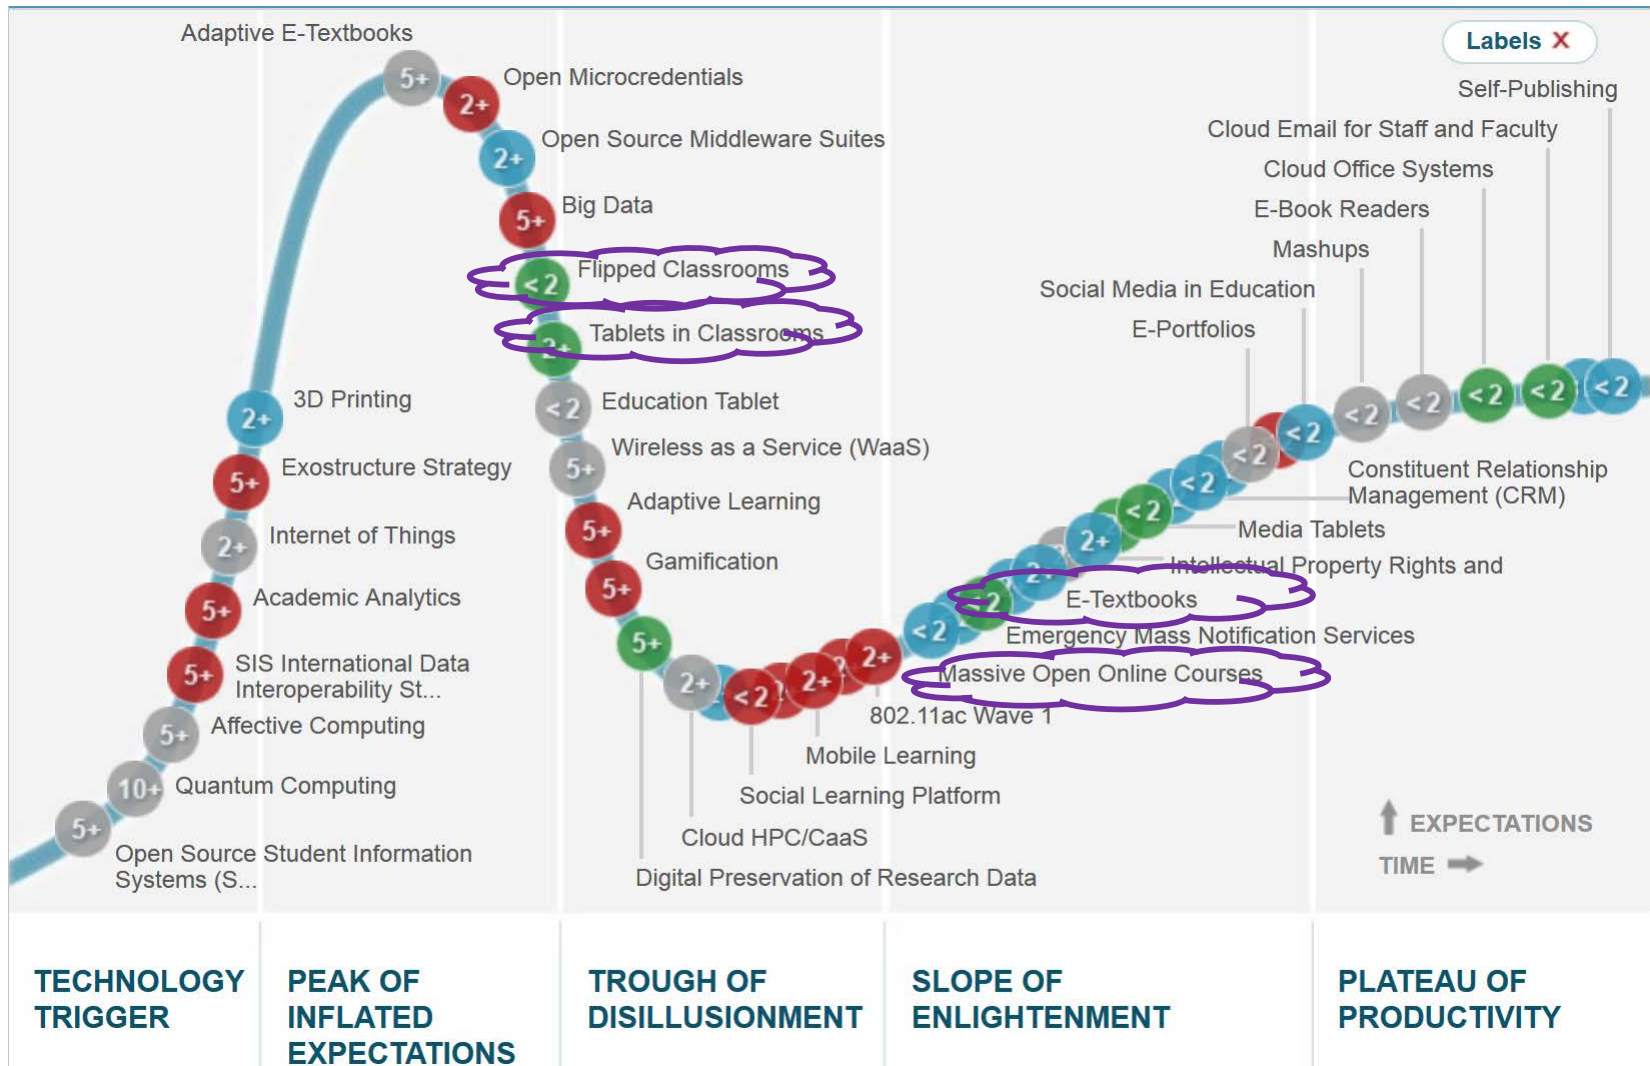 Adaptive E-Textbooks
5+
2+
Open Microcredentials
2+
Open Source Middleware Suites
5+
Big Data
< 2
Flipped Classrooms
2+
Tablets in Classrooms
< 2
Education Tablet
5+
Wireless as a Service (WaaS)
5+
Adaptive Learning
5+
Gamification
2+
3D Printing
5+
Exostructure Strategy
2+
Internet of Things
5+
Academic Analytics
5+
SIS International Data
Interoperability St...
5+
Affective Computing
10+
Quantum Computing
5+
Open Source Student Information
Systems (S...
5+
2+
< 2
2+
2+
802.11ac Wave 1
Mobile Learning
Social Learning Platform
Cloud HPC/CaaS
Digital Preservation of Research Data
Labels X
Self-Publishing
Cloud Email for Staff and Faculty
Cloud Office Systems
E-Book Readers
Mashups
Social Media in Education
E-Portfolios
< 2
< 2
< 2
< 2
< 2
< 2
< 2
< 2
< 2
2+
2+
< 2
< 2
Constituent Relationship
Management (CRM)
Media Tablets
Intellectual Property Rights and
E-Textbooks
Emergency Mass Notification Services
Massive Open Online Courses
EXPECTATIONS
TIME
TECHNOLOGY
TRIGGER
PEAK OF
INFLATED
EXPECTATIONS
TROUGH OF
DISILLUSIONMENT
SLOPE OF
ENLIGHTENMENT
PLATEAU OF
PRODUCTIVITY